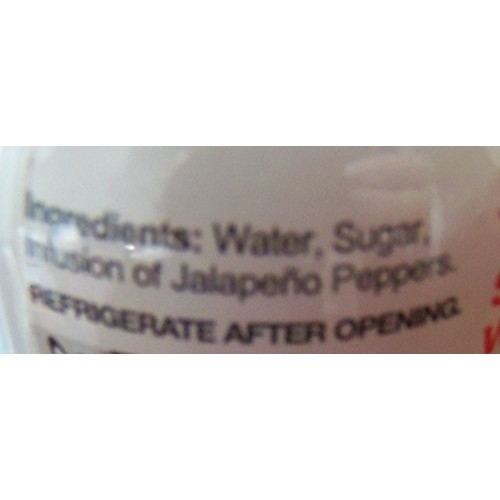 Ingredients: Water, Sugar,
Infusion of Jalapeño Peppers.
REFRIGERATE AFTER OPENING.